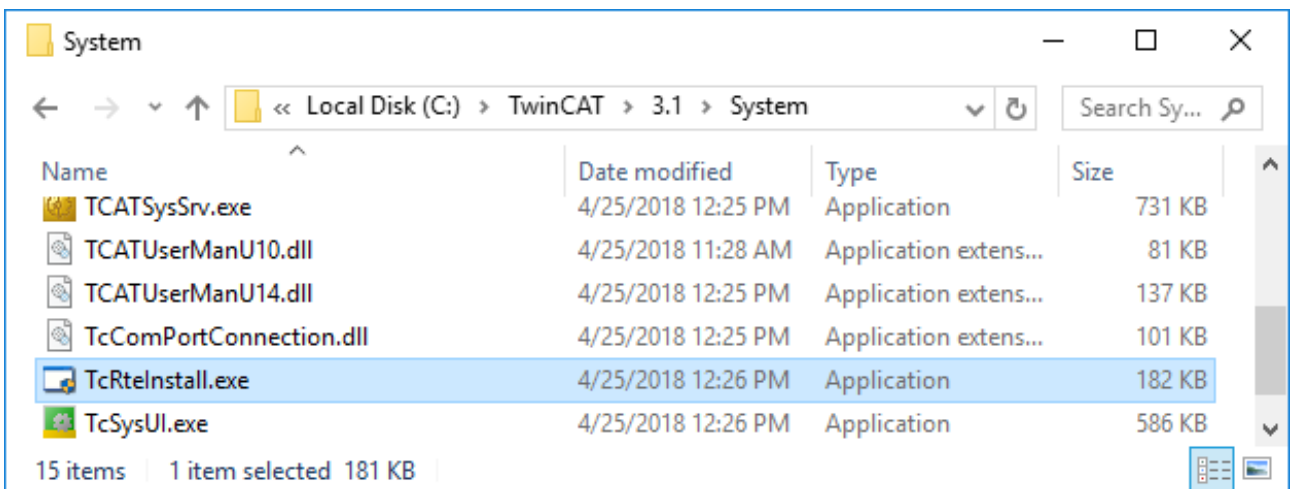 System
« Local Disk (C:) > TwinCAT > 3.1 > System Search Sy...
Name Date modified Type Size
TCATSysSrv.exe 4/25/2018 12:25 PM Application 731 KB
TCATUserManU10.dll 4/25/2018 11:28 AM Application extens... 81 KB
TCATUserManU14.dll 4/25/2018 12:25 PM Application extens... 137 KB
TcComPortConnection.dll 4/25/2018 12:25 PM Application extens... 101 KB
TcRteInstall.exe 4/25/2018 12:26 PM Application 182 KB
TcSysUI.exe 4/25/2018 12:26 PM Application 586 KB
15 items 1 item selected 181 KB